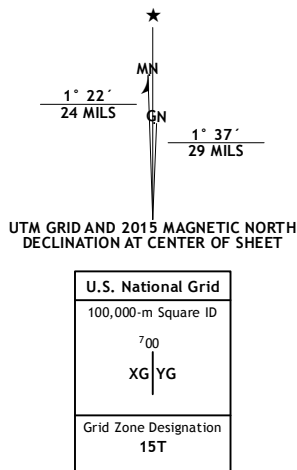 ★
MN
1° 22´
24 MILS
GN
1° 37´
29 MILS
UTM GRID AND 2015 MAGNETIC NORTH
DECLINATION AT CENTER OF SHEET
U.S. National Grid
100,000-m Square ID
⁷00
XG YG
Grid Zone Designation
15T